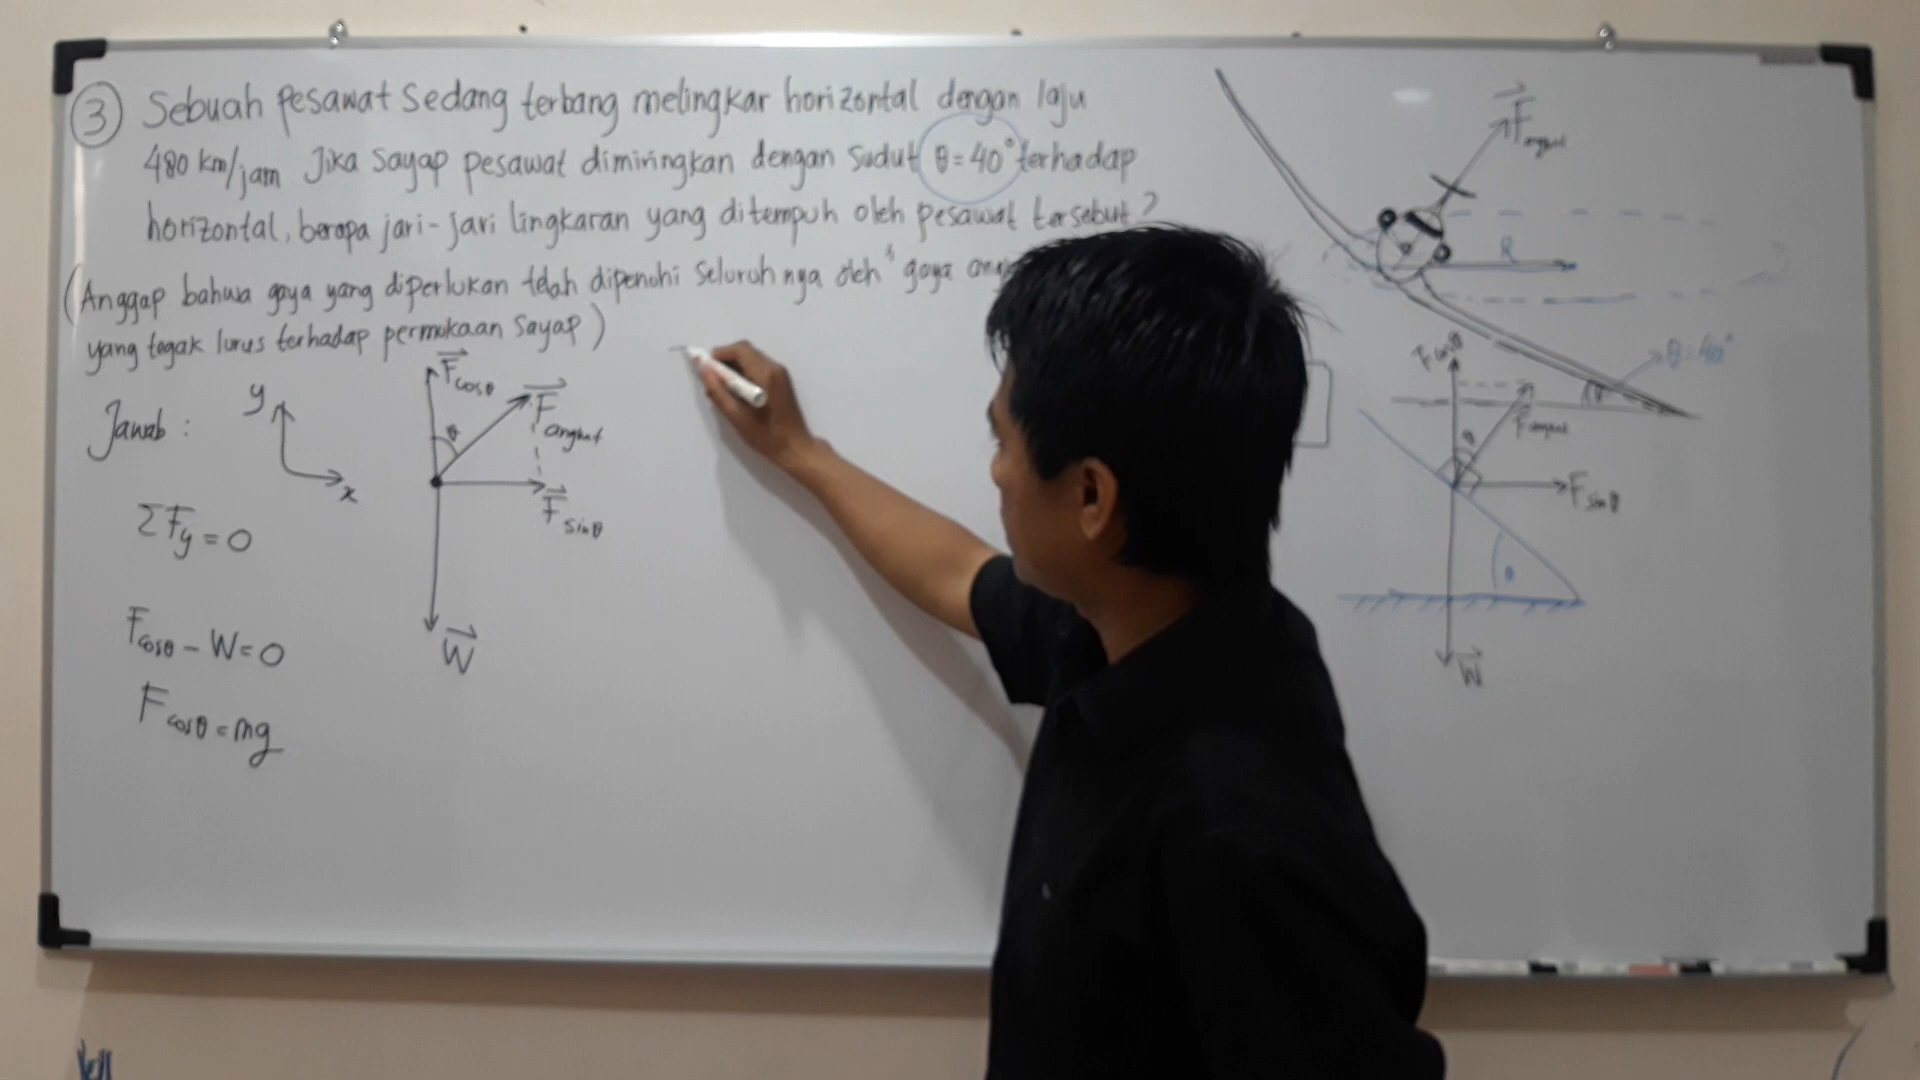 ③ Sebuah pesawat sedang terbang melingkar horizontal dengan laju
480 km/jam Jika sayap pesawat dimiringkan dengan sudut θ = 40° terhadap
horizontal, berapa jari-jari lingkaran yang ditempuh oleh pesawat tersebut?
(Anggap bahwa gaya yang diperlukan telah dipenuhi seluruhnya oleh "gaya
yang tegak lurus terhadap permukaan sayap)
Jawab :
y
x
ΣFy = 0
Fcosθ - W = 0
Fcosθ = mg
F cosθ
θ
F angkat
F sinθ
W
F angkat
R
θ = 40°
θ
F cosθ
θ
F angkat
F sinθ
θ
W